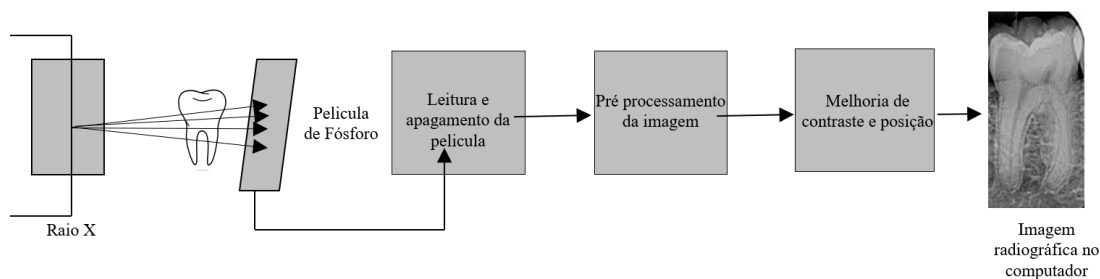 Raio X
Pelicula
de Fósforo
Leitura e
apagamento da
pelicula
Pré processamento
da imagem
Melhoria de
contraste e posição
Imagem
radiográfica no
computador